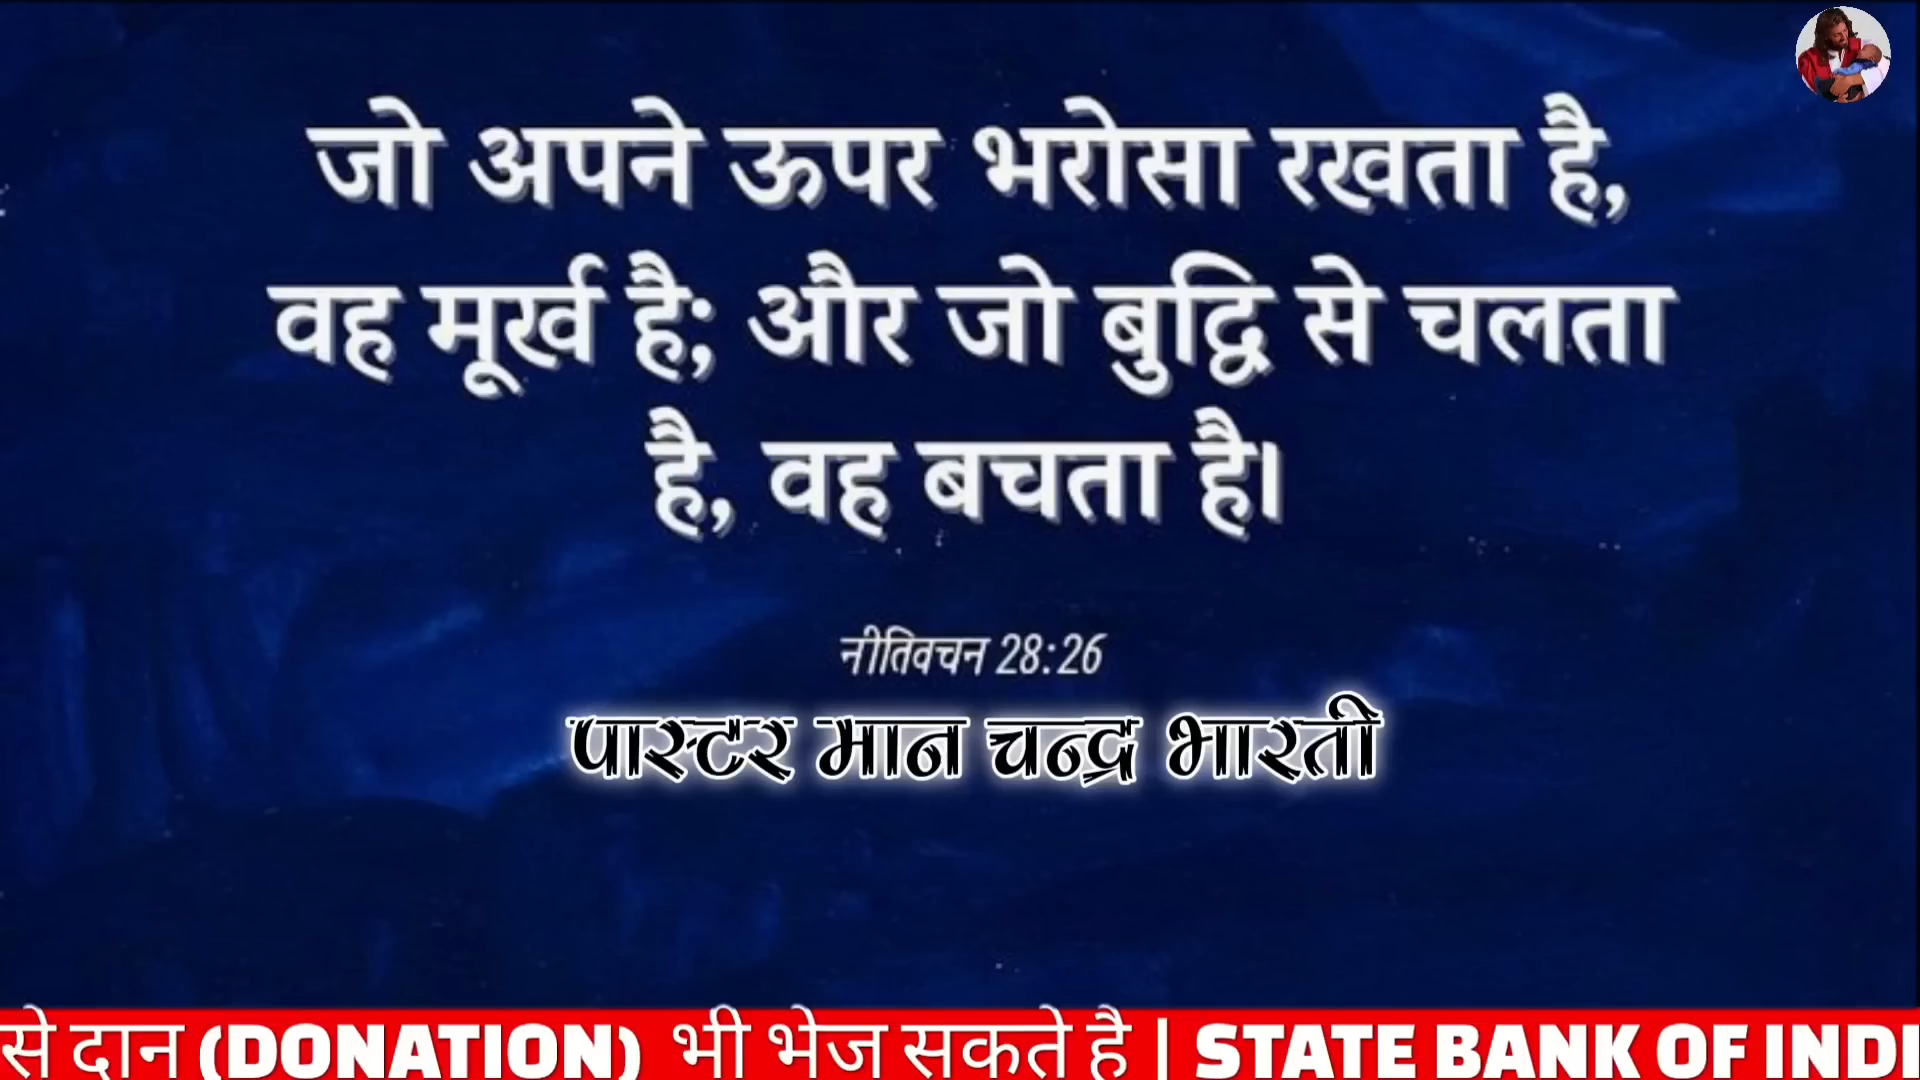 जो अपने ऊपर भरोसा रखता है,
वह मूर्ख है; और जो बुद्धि से चलता
है, वह बचता है।
नीतिवचन 28:26
पास्टर मान चन्द्र भारती
से दान (DONATION) भी भेज सकते है | STATE BANK OF INDI